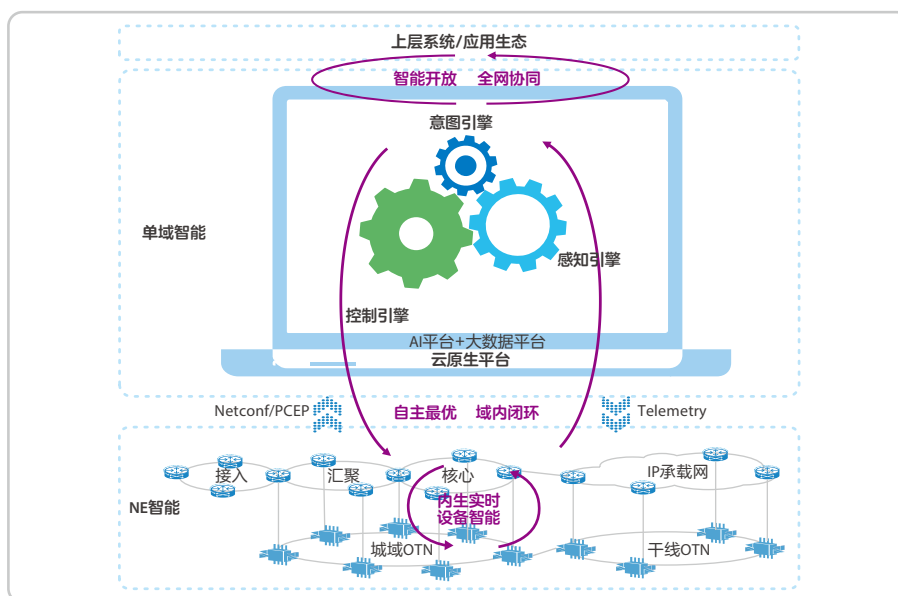 上层系统/应用生态
智能开放 全网协同
意图引擎
单域智能
感知引擎
控制引擎
AI平台+大数据平台
云原生平台
Netconf/PCEP
自主最优 域内闭环
Telemetry
接入
汇聚
核心
IP承载网
NE智能
内生实时
设备智能
城域OTN
干线OTN